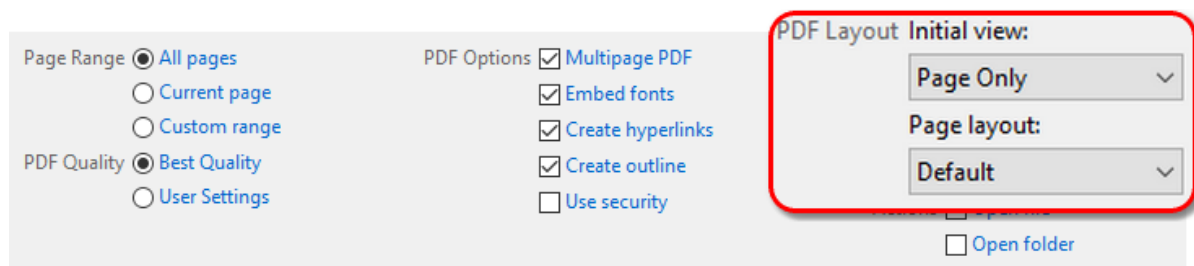 Page Range All pages
Current page
Custom range
PDF Quality Best Quality
User Settings
PDF Options Multipage PDF
Embed fonts
Create hyperlinks
Create outline
Use security
PDF Layout Initial view:
Page Only
Page layout:
Default
Open folder